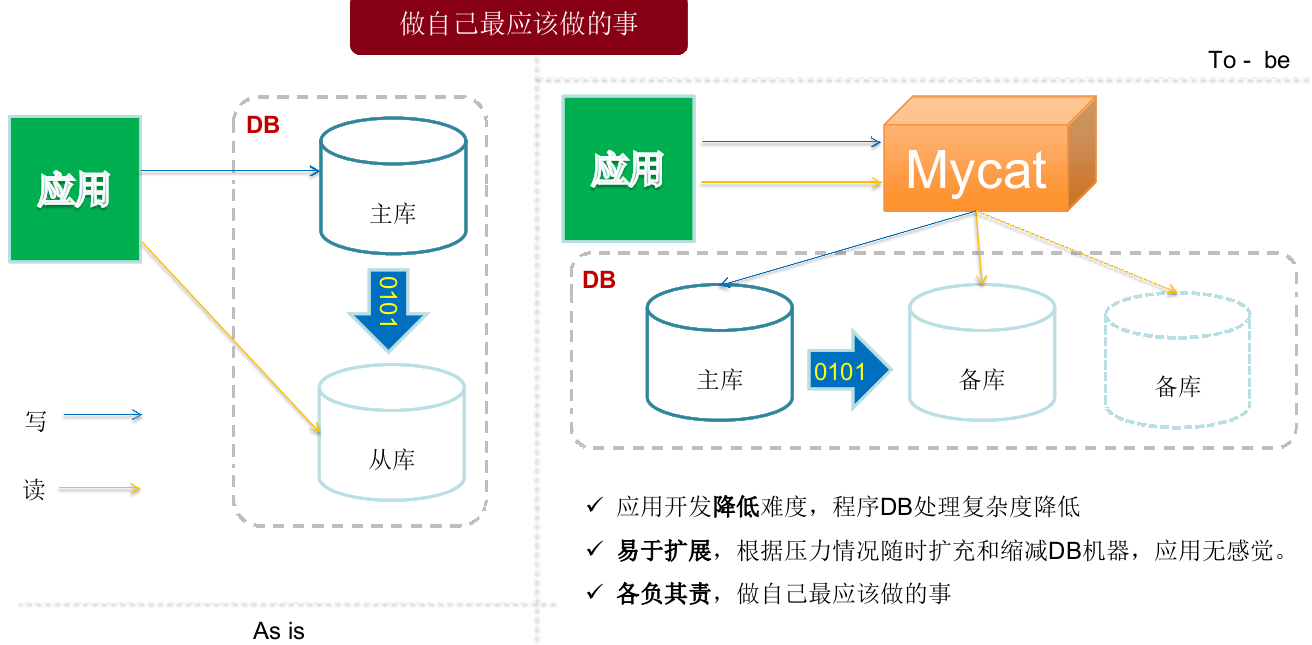 做自己最应该做的事
To - be
DB
应用
主库
0101
从库
写
读
As is
应用
Mycat
DB
主库
0101
备库
备库
✓ 应用开发降低难度，程序DB处理复杂度降低
✓ 易于扩展，根据压力情况随时扩充和缩减DB机器，应用无感觉。
✓ 各负其责，做自己最应该做的事